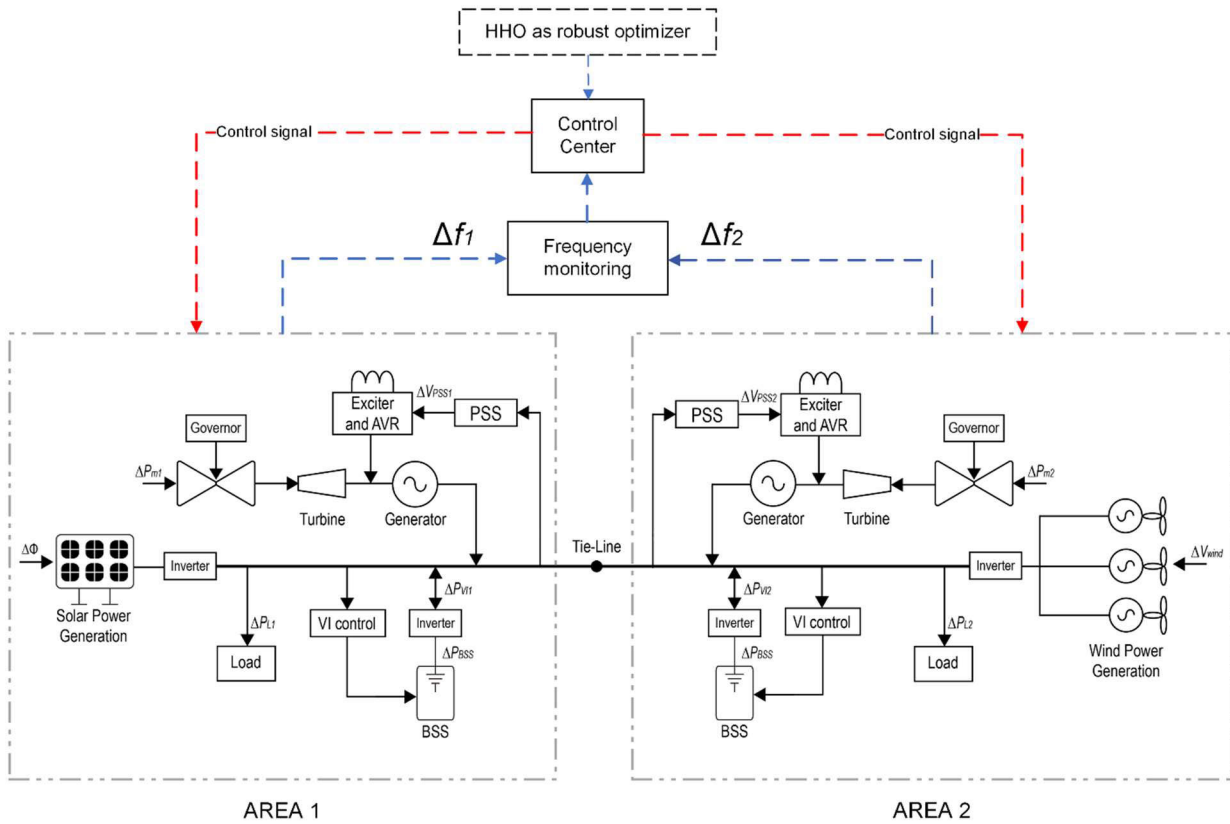 HHO as robust optimizer
Control signal
Control
Center
Control signal
Δf1
Frequency
monitoring
Δf2
Exciter
and AVR
ΔVPSS1
PSS
Governor
ΔPm1
Turbine
Generator
ΔΦ
Solar Power
Generation
Inverter
ΔPL1
Load
VI control
ΔPVI1
Inverter
ΔPBSS
BSS
Tie-Line
PSS
ΔVPSS2
Exciter
and AVR
Governor
ΔPm2
Generator
Turbine
ΔPVI2
Inverter
ΔPBSS
BSS
VI control
ΔPL2
Load
Inverter
ΔVwind
Wind Power
Generation
AREA 1
AREA 2